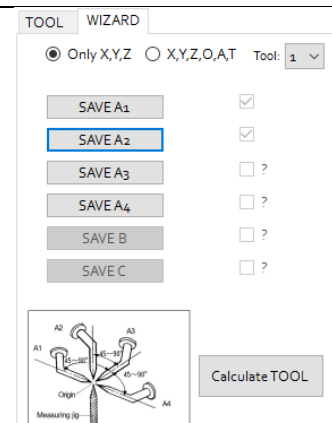 TOOL WIZARD
Only X,Y,Z X,Y,Z,O,A,T Tool: 1
SAVE A1
SAVE A2
SAVE A3 ?
SAVE A4 ?
SAVE B ?
SAVE C ?
A2 A3
A1 45~90° 45~90°
45~90°
Origin
A4
Measuring jig
Calculate TOOL